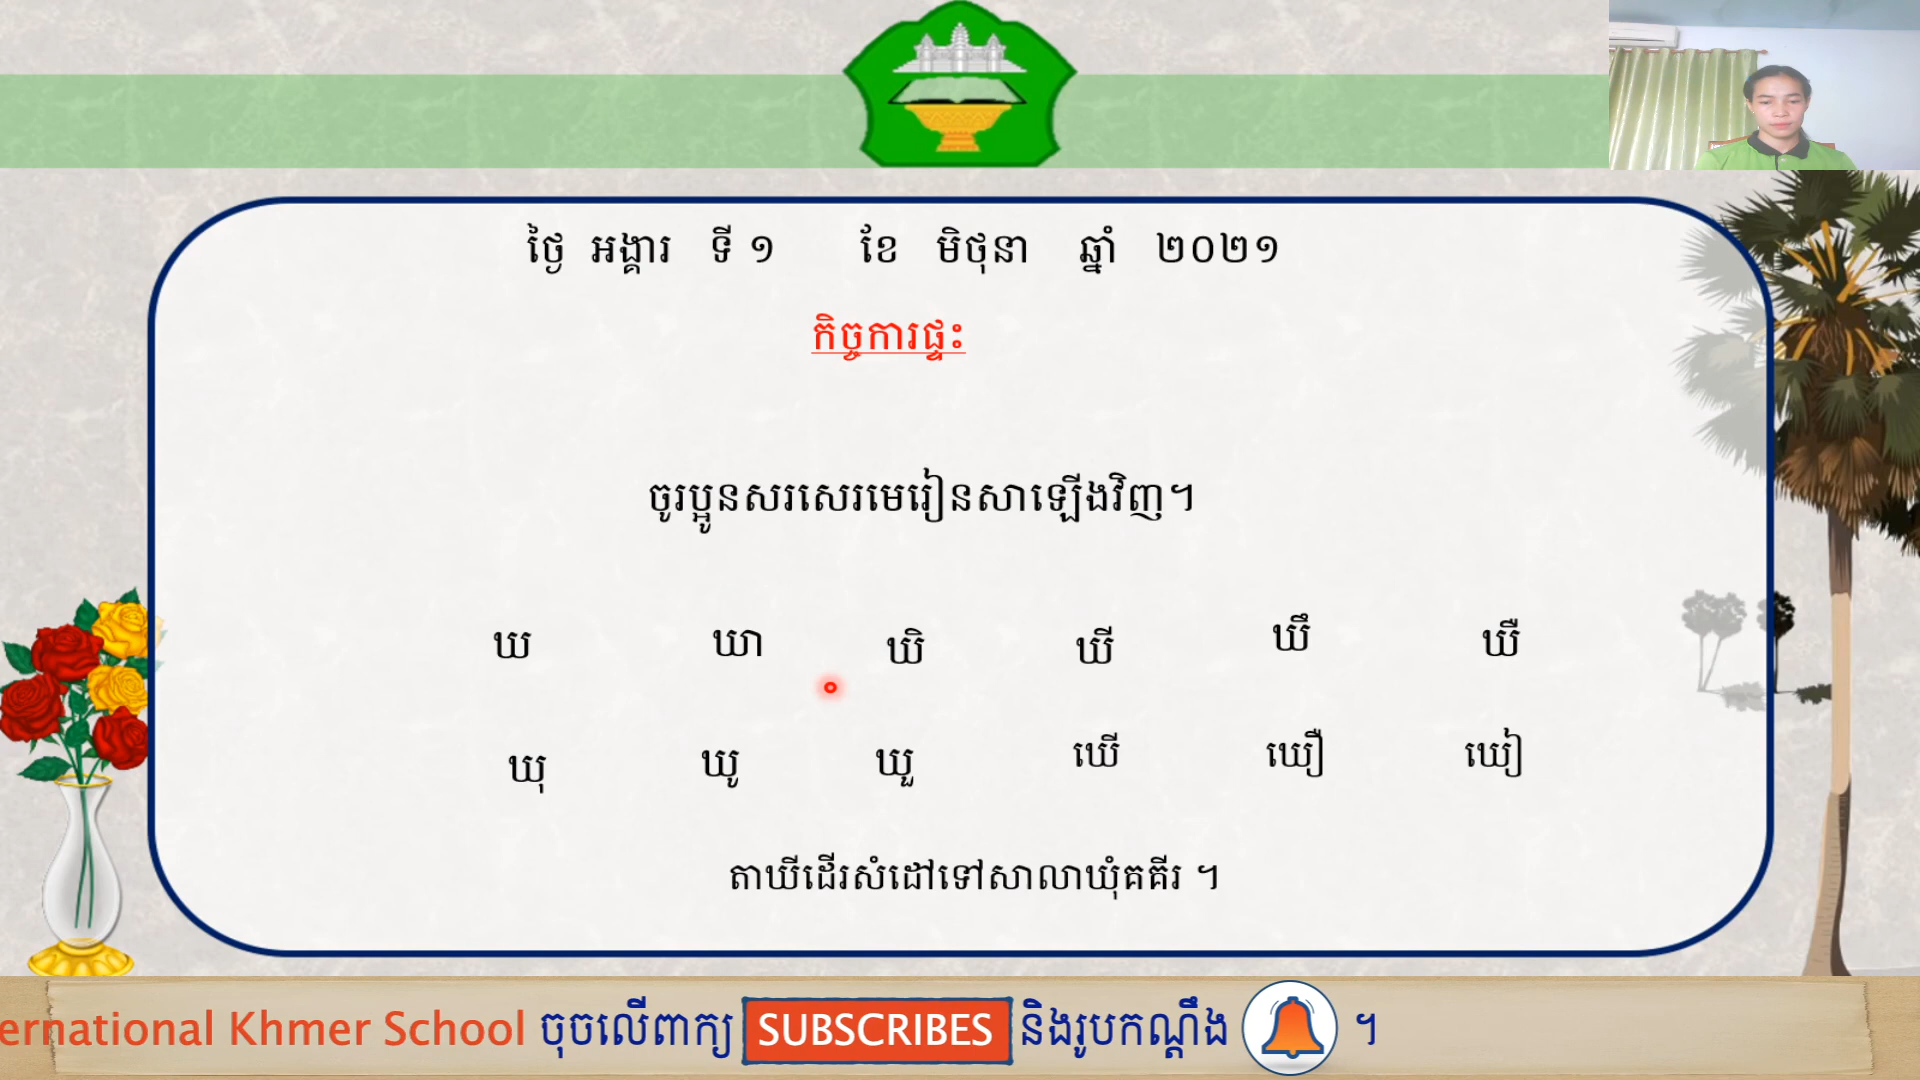 ថ្ងៃ អង្គារ ទី ១ ខែ មិថុនា ឆ្នាំ ២០២១
កិច្ចការផ្ទះ
ចូរប្អូនសរសេរមេរៀនសាឡើងវិញ។
ឃ ឃា ឃិ ឃី ឃឹ ឃឺ
ឃុ ឃូ ឃួ ឃើ ឃឿ ឃៀ
តាឃីដើរសំដៅទៅសាលាឃុំគគីរ ។
ernational Khmer School ចុចលើពាក្យ SUBSCRIBES និងរូបកណ្ដឹង ។